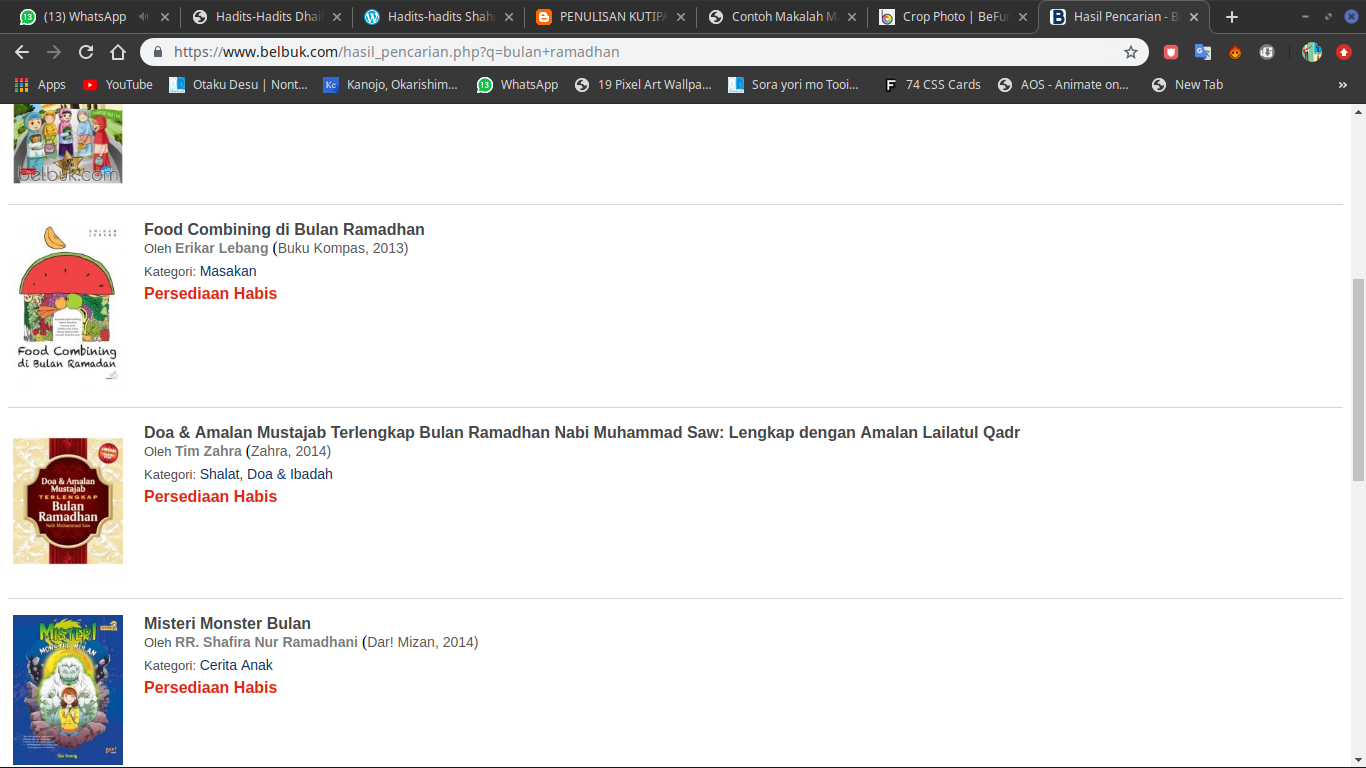 (13) WhatsApp
Hadits-Hadits Dhai
Hadits-hadits Shah
PENULISAN KUTIPA
Contoh Makalah M
Crop Photo | BeFu
Hasil Pencarian - B
https://www.belbuk.com/hasil_pencarian.php?q=bulan+ramadhan
Apps
YouTube
Otaku Desu | Nont...
Kanojo, Okarishim...
WhatsApp
19 Pixel Art Wallpa...
Sora yori mo Tooi...
74 CSS Cards
AOS - Animate on...
New Tab
»
belbuk.com
Food Combining di Bulan Ramadhan
Oleh Erikar Lebang (Buku Kompas, 2013)
Kategori: Masakan
Persediaan Habis
Food Combining
di Bulan Ramadan
Doa & Amalan Mustajab Terlengkap Bulan Ramadhan Nabi Muhammad Saw: Lengkap dengan Amalan Lailatul Qadr
Oleh Tim Zahra (Zahra, 2014)
Kategori: Shalat, Doa & Ibadah
Persediaan Habis
Doa & Amalan
Mustajab
TERLENGKAP
Bulan
Ramadhan
Nabi Muhammad Saw
Misteri Monster Bulan
Oleh RR. Shafira Nur Ramadhani (Dar! Mizan, 2014)
Kategori: Cerita Anak
Persediaan Habis
MISTERI
MONSTER BULAN